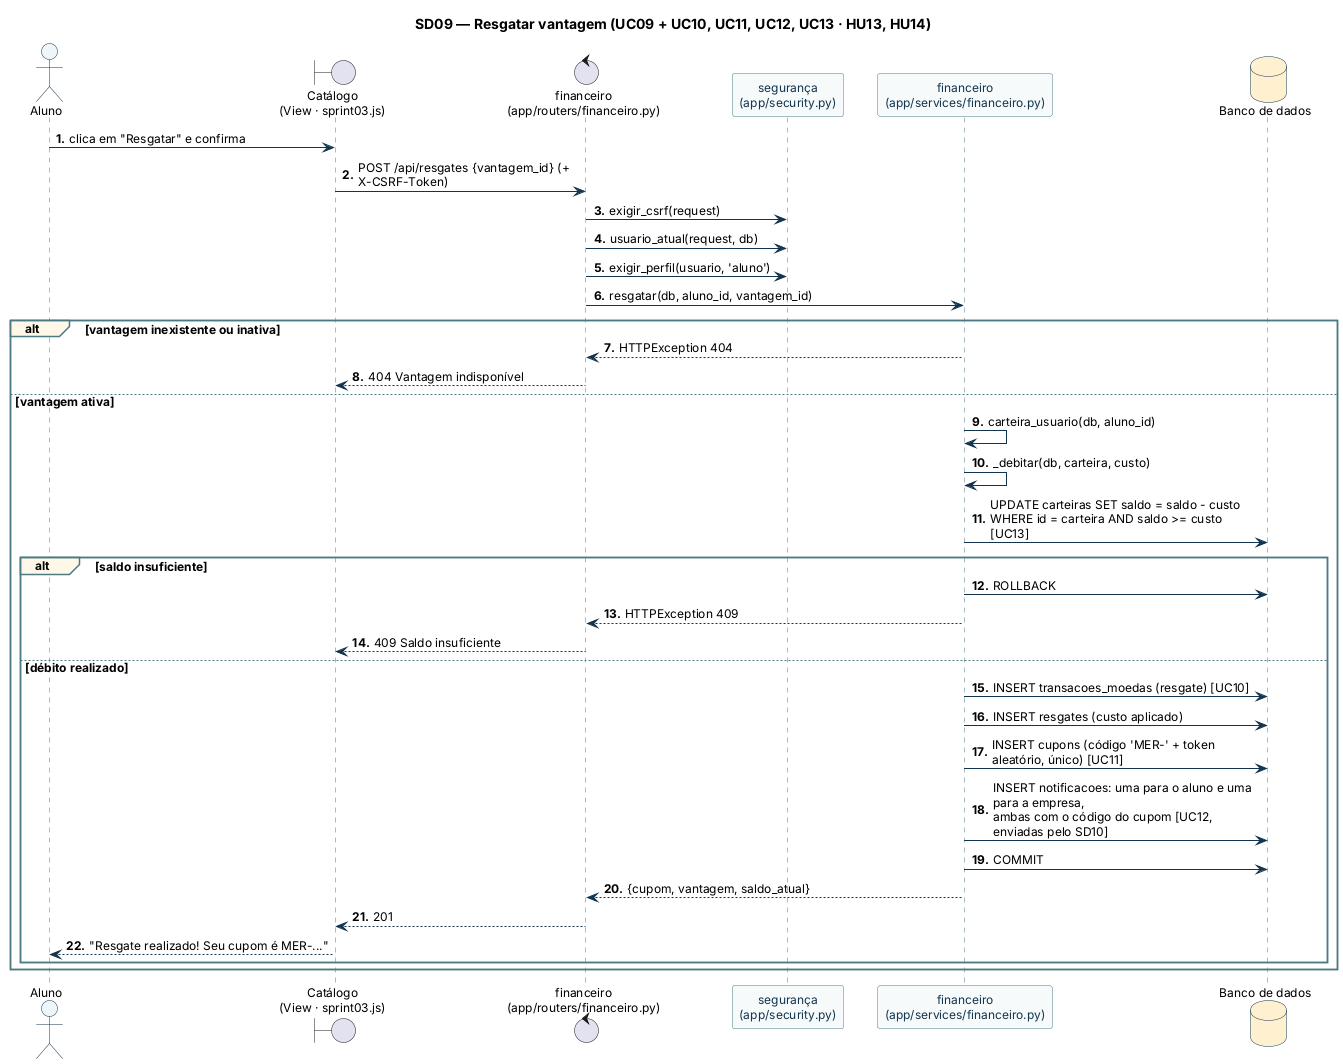 SD09 — Resgatar vantagem (UC09 + UC10, UC11, UC12, UC13 · HU13, HU14)
Aluno
Catálogo
(View · sprint03.js)
financeiro
(app/routers/financeiro.py)
segurança
(app/security.py)
financeiro
(app/services/financeiro.py)
Banco de dados
1. clica em "Resgatar" e confirma
2. POST /api/resgates {vantagem_id} (+
X-CSRF-Token)
3. exigir_csrf(request)
4. usuario_atual(request, db)
5. exigir_perfil(usuario, 'aluno')
6. resgatar(db, aluno_id, vantagem_id)
alt [vantagem inexistente ou inativa]
7. HTTPException 404
8. 404 Vantagem indisponível
[vantagem ativa]
9. carteira_usuario(db, aluno_id)
10. _debitar(db, carteira, custo)
11. UPDATE carteiras SET saldo = saldo - custo
WHERE id = carteira AND saldo >= custo
[UC13]
alt [saldo insuficiente]
12. ROLLBACK
13. HTTPException 409
14. 409 Saldo insuficiente
[débito realizado]
15. INSERT transacoes_moedas (resgate) [UC10]
16. INSERT resgates (custo aplicado)
17. INSERT cupons (código 'MER-' + token
aleatório, único) [UC11]
18. INSERT notificacoes: uma para o aluno e uma
para a empresa,
ambas com o código do cupom [UC12,
enviadas pelo SD10]
19. COMMIT
20. {cupom, vantagem, saldo_atual}
21. 201
22. "Resgate realizado! Seu cupom é MER-..."
Aluno
Catálogo
(View · sprint03.js)
financeiro
(app/routers/financeiro.py)
segurança
(app/security.py)
financeiro
(app/services/financeiro.py)
Banco de dados